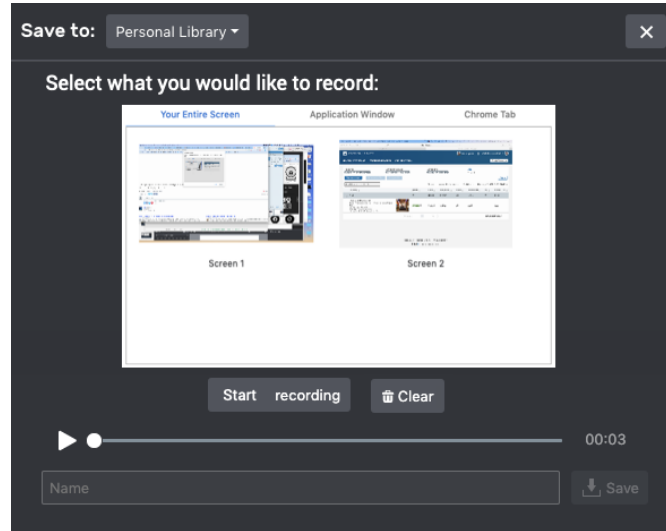 Save to: Personal Library
Select what you would like to record:
Your Entire Screen Application Window Chrome Tab
Screen 1 Screen 2
Start recording Clear
00:03
Name Save